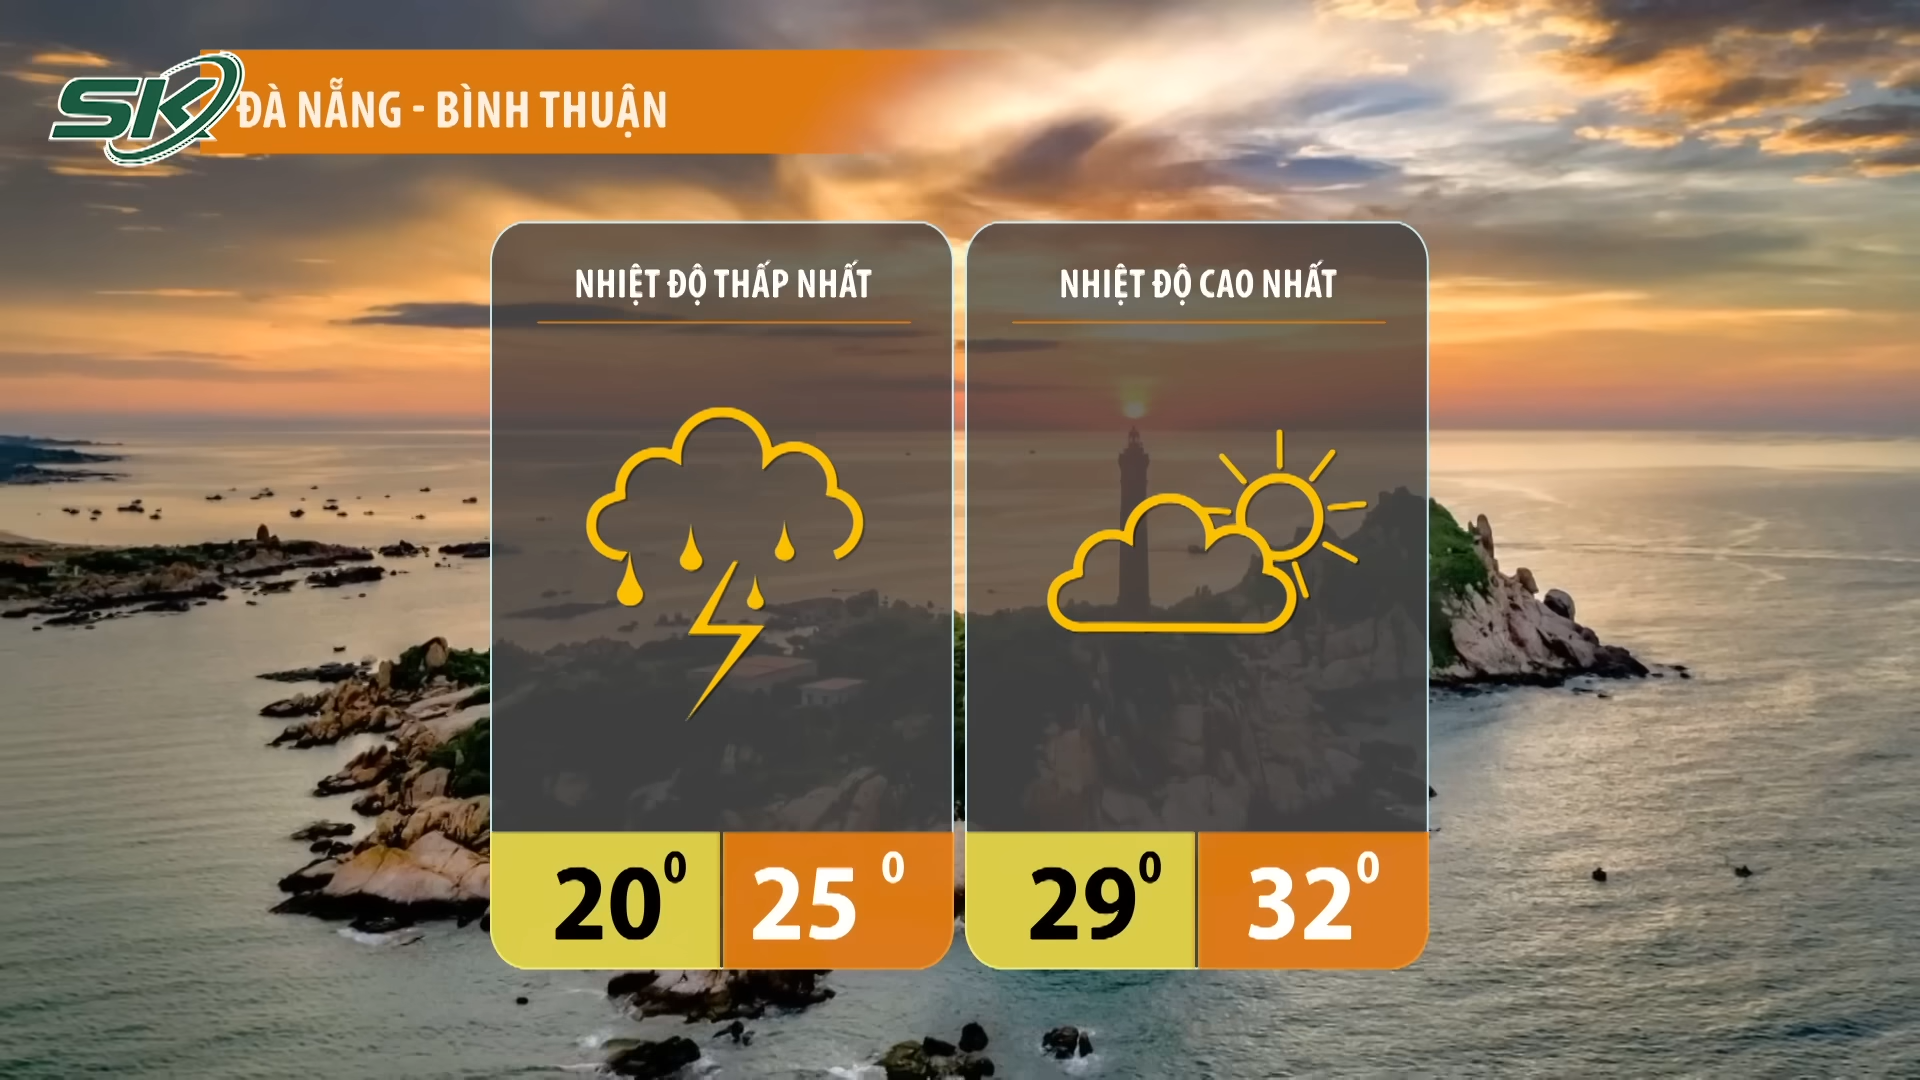 SK
ĐÀ NẴNG - BÌNH THUẬN
NHIỆT ĐỘ THẤP NHẤT
NHIỆT ĐỘ CAO NHẤT
20⁰ 25⁰
29⁰ 32⁰